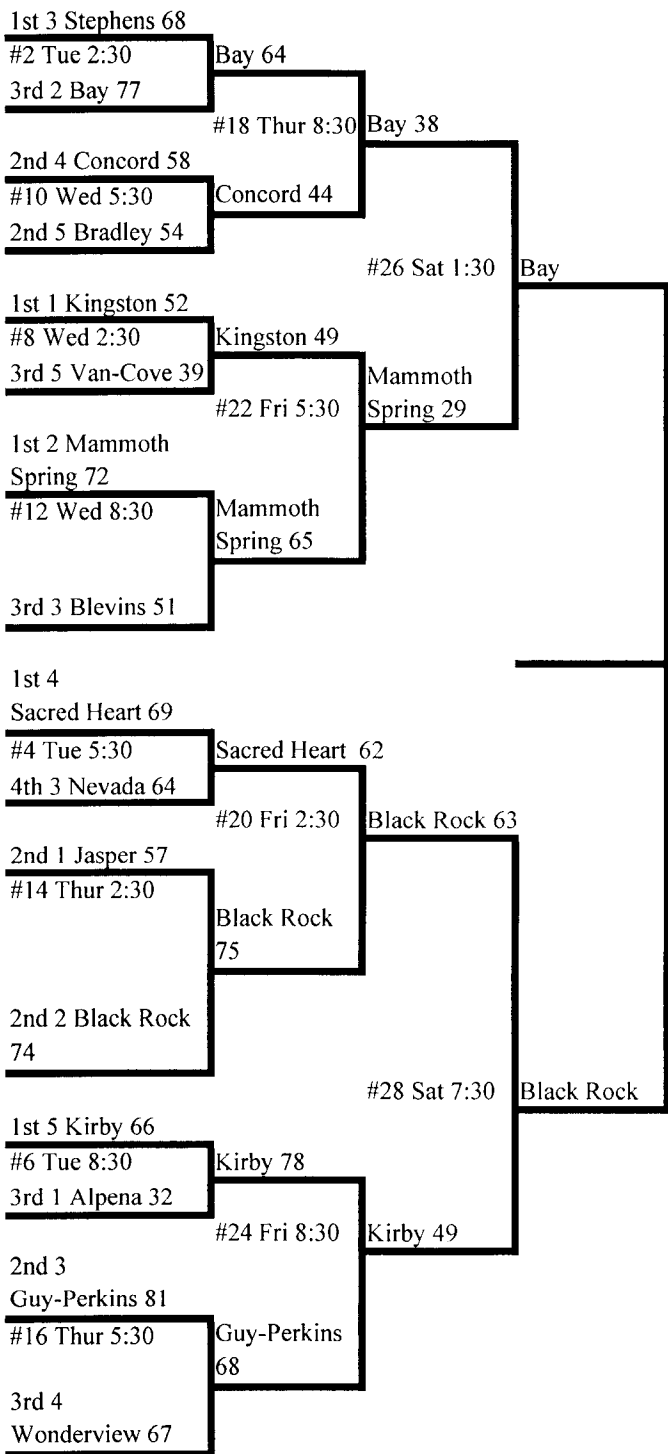 1st 3 Stephens 68
#2 Tue 2:30
Bay 64
3rd 2 Bay 77
#18 Thur 8:30
Bay 38
2nd 4 Concord 58
#10 Wed 5:30
Concord 44
2nd 5 Bradley 54
#26 Sat 1:30
Bay
1st 1 Kingston 52
#8 Wed 2:30
Kingston 49
3rd 5 Van-Cove 39
#22 Fri 5:30
Mammoth
Spring 29
1st 2 Mammoth
Spring 72
#12 Wed 8:30
Mammoth
Spring 65
3rd 3 Blevins 51
1st 4
Sacred Heart 69
#4 Tue 5:30
Sacred Heart 62
4th 3 Nevada 64
#20 Fri 2:30
Black Rock 63
2nd 1 Jasper 57
#14 Thur 2:30
Black Rock
75
2nd 2 Black Rock
74
#28 Sat 7:30
Black Rock
1st 5 Kirby 66
#6 Tue 8:30
Kirby 78
3rd 1 Alpena 32
#24 Fri 8:30
Kirby 49
2nd 3
Guy-Perkins 81
#16 Thur 5:30
Guy-Perkins
68
3rd 4
Wonderview 67